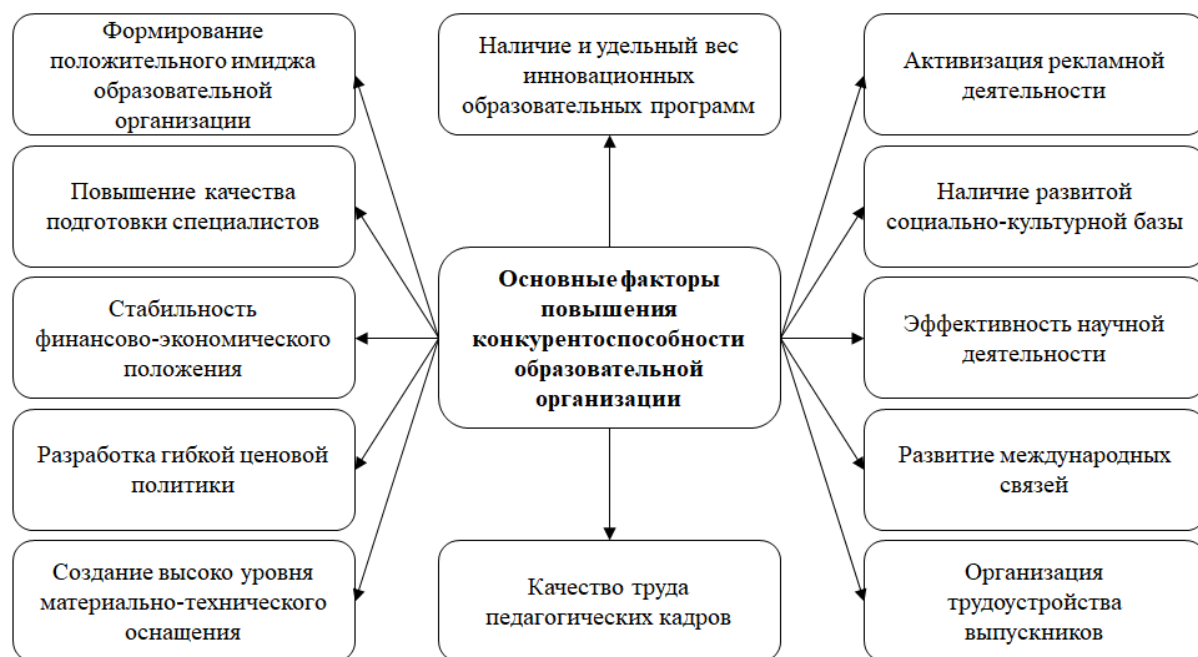 Формирование
положительного имиджа
образовательной
организации
Наличие и удельный вес
инновационных
образовательных программ
Активизация рекламной
деятельности
Повышение качества
подготовки специалистов
Наличие развитой
социально-культурной базы
Основные факторы
повышения
конкурентоспособности
образовательной
организации
Стабильность
финансово-экономического
положения
Эффективность научной
деятельности
Разработка гибкой ценовой
политики
Развитие международных
связей
Создание высоко уровня
материально-технического
оснащения
Качество труда
педагогических кадров
Организация
трудоустройства
выпускников